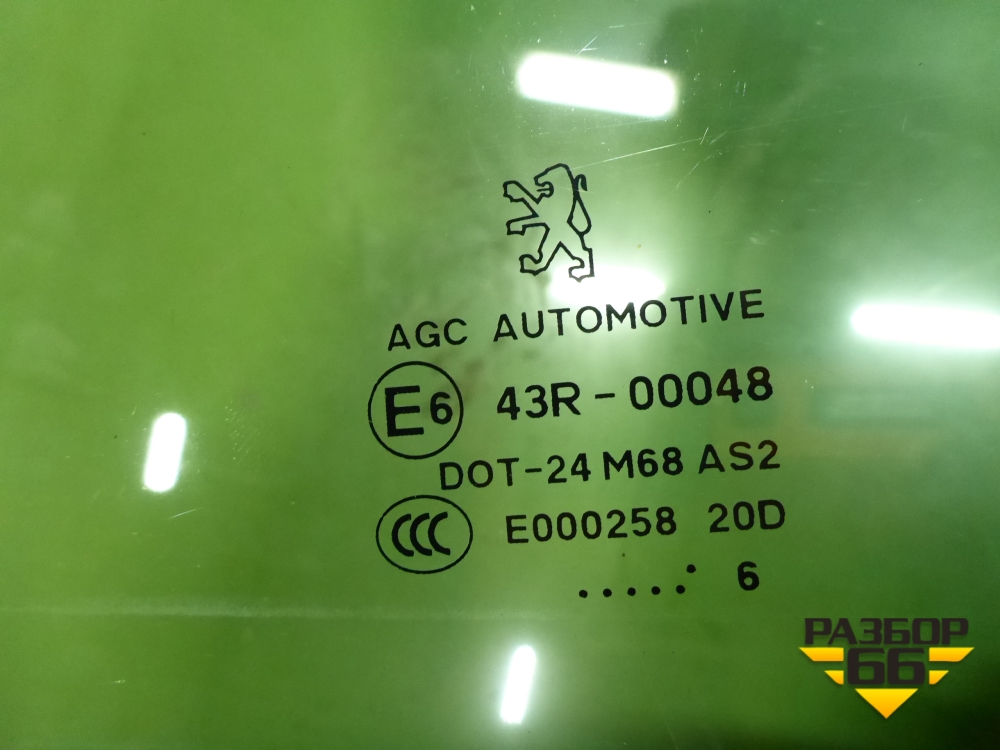 AGC AUTOMOTIVE
E6 43R-00048
DOT-24 M68 AS2
CCC E000258 20D
.....· 6
РАЗБОР
66